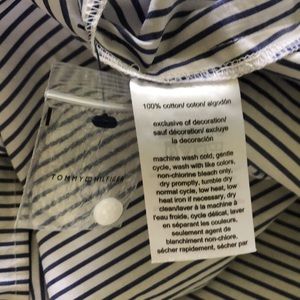 100% cotton/ coton/ algodón
exclusive of decoration/
sauf décoration/ excluye
la decoración
machine wash cold, gentle
cycle, wash with like colors,
non-chlorine bleach only,
dry promptly, tumble dry
normal cycle, low heat, low
heat iron if necessary, dry
clean/laver à la machine à
l'eau froide, cycle délicat, laver
en séparant les couleurs,
seulement agent de
blanchiment non-chlore.
sécher rapidement, sécher par
TOMMY HILFIGER